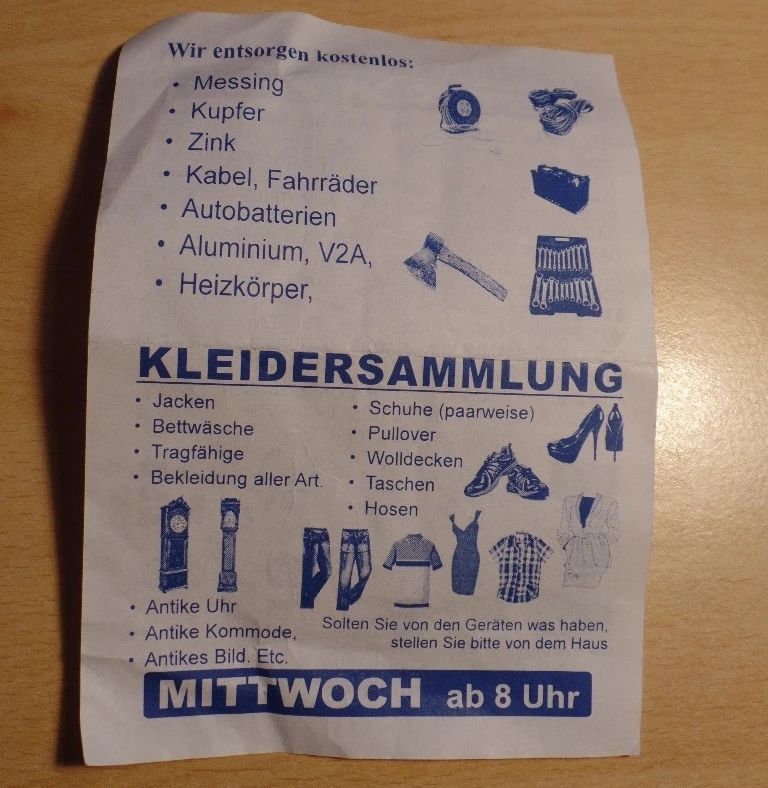 Wir entsorgen kostenlos:
• Messing
• Kupfer
• Zink
• Kabel, Fahrräder
• Autobatterien
• Aluminium, V2A,
• Heizkörper,
KLEIDERSAMMLUNG
• Jacken
• Bettwäsche
• Tragfähige
• Bekleidung aller Art.
• Schuhe (paarweise)
• Pullover
• Wolldecken
• Taschen
• Hosen
• Antike Uhr
• Antike Kommode,
• Antikes Bild. Etc.
Solten Sie von den Geräten was haben,
stellen Sie bitte von dem Haus
MITTWOCH ab 8 Uhr